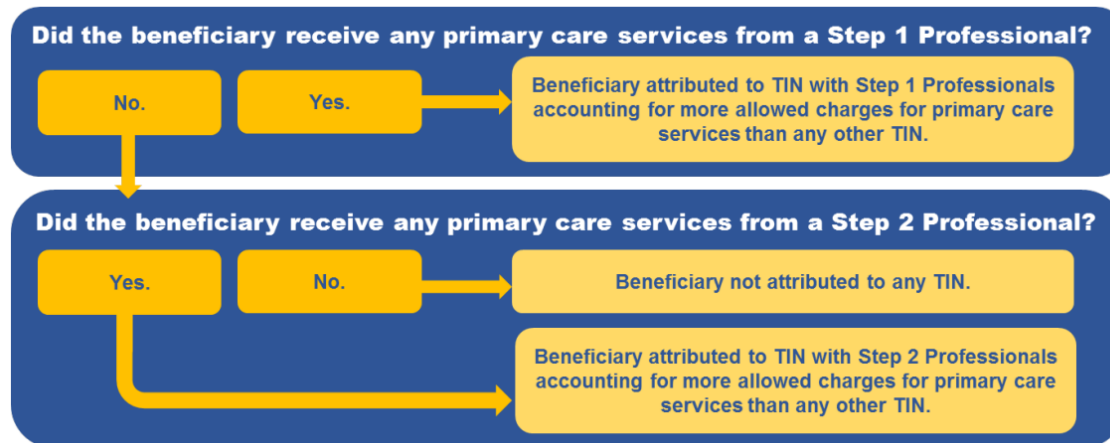 Did the beneficiary receive any primary care services from a Step 1 Professional?
No.
Yes.
Beneficiary attributed to TIN with Step 1 Professionals
accounting for more allowed charges for primary care
services than any other TIN.
Did the beneficiary receive any primary care services from a Step 2 Professional?
Yes.
No.
Beneficiary not attributed to any TIN.
Beneficiary attributed to TIN with Step 2 Professionals
accounting for more allowed charges for primary care
services than any other TIN.